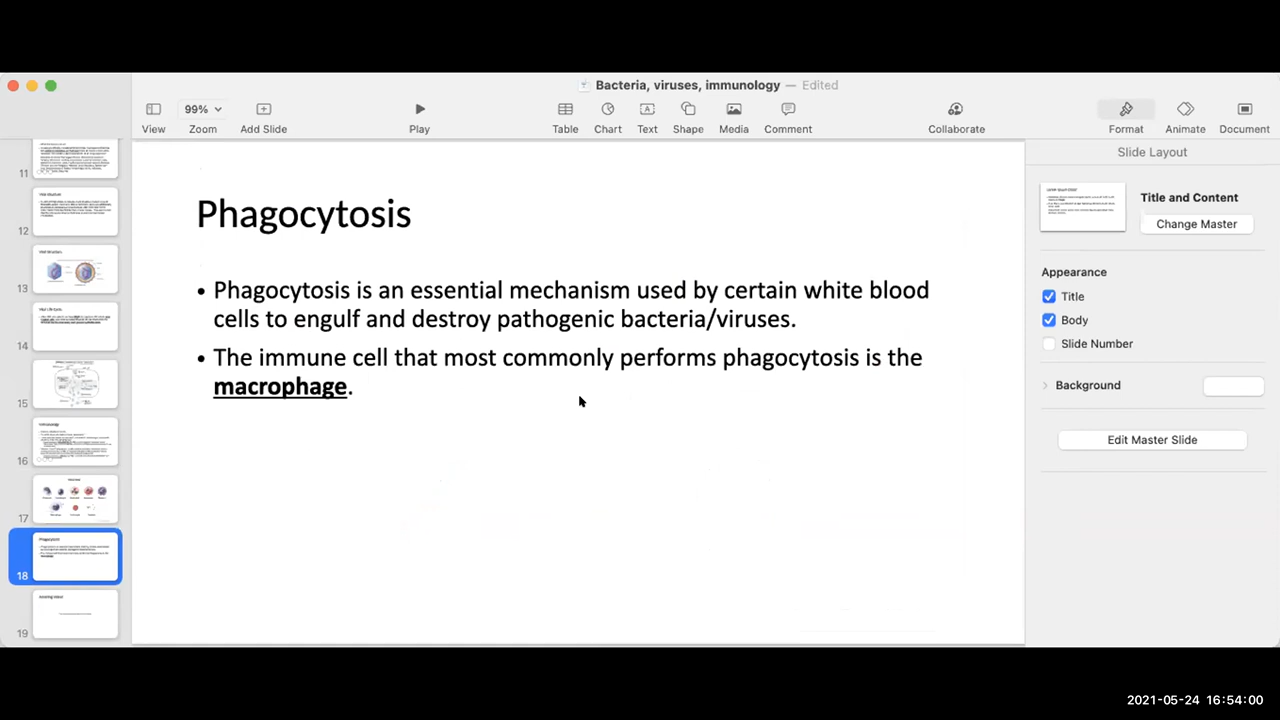 Bacteria, viruses, immunology — Edited
99%
View Zoom Add Slide Play Table Chart Text Shape Media Comment Collaborate Format Animate Document
Slide Layout
Title and Content
Change Master
Appearance
Title
Body
Slide Number
Background
Edit Master Slide
11
12
13
14
15
16
17
18
19
Phagocytosis
• Phagocytosis is an essential mechanism used by certain white blood
cells to engulf and destroy pathogenic bacteria/viruses.
• The immune cell that most commonly performs phagocytosis is the
macrophage.
2021-05-24 16:54:00